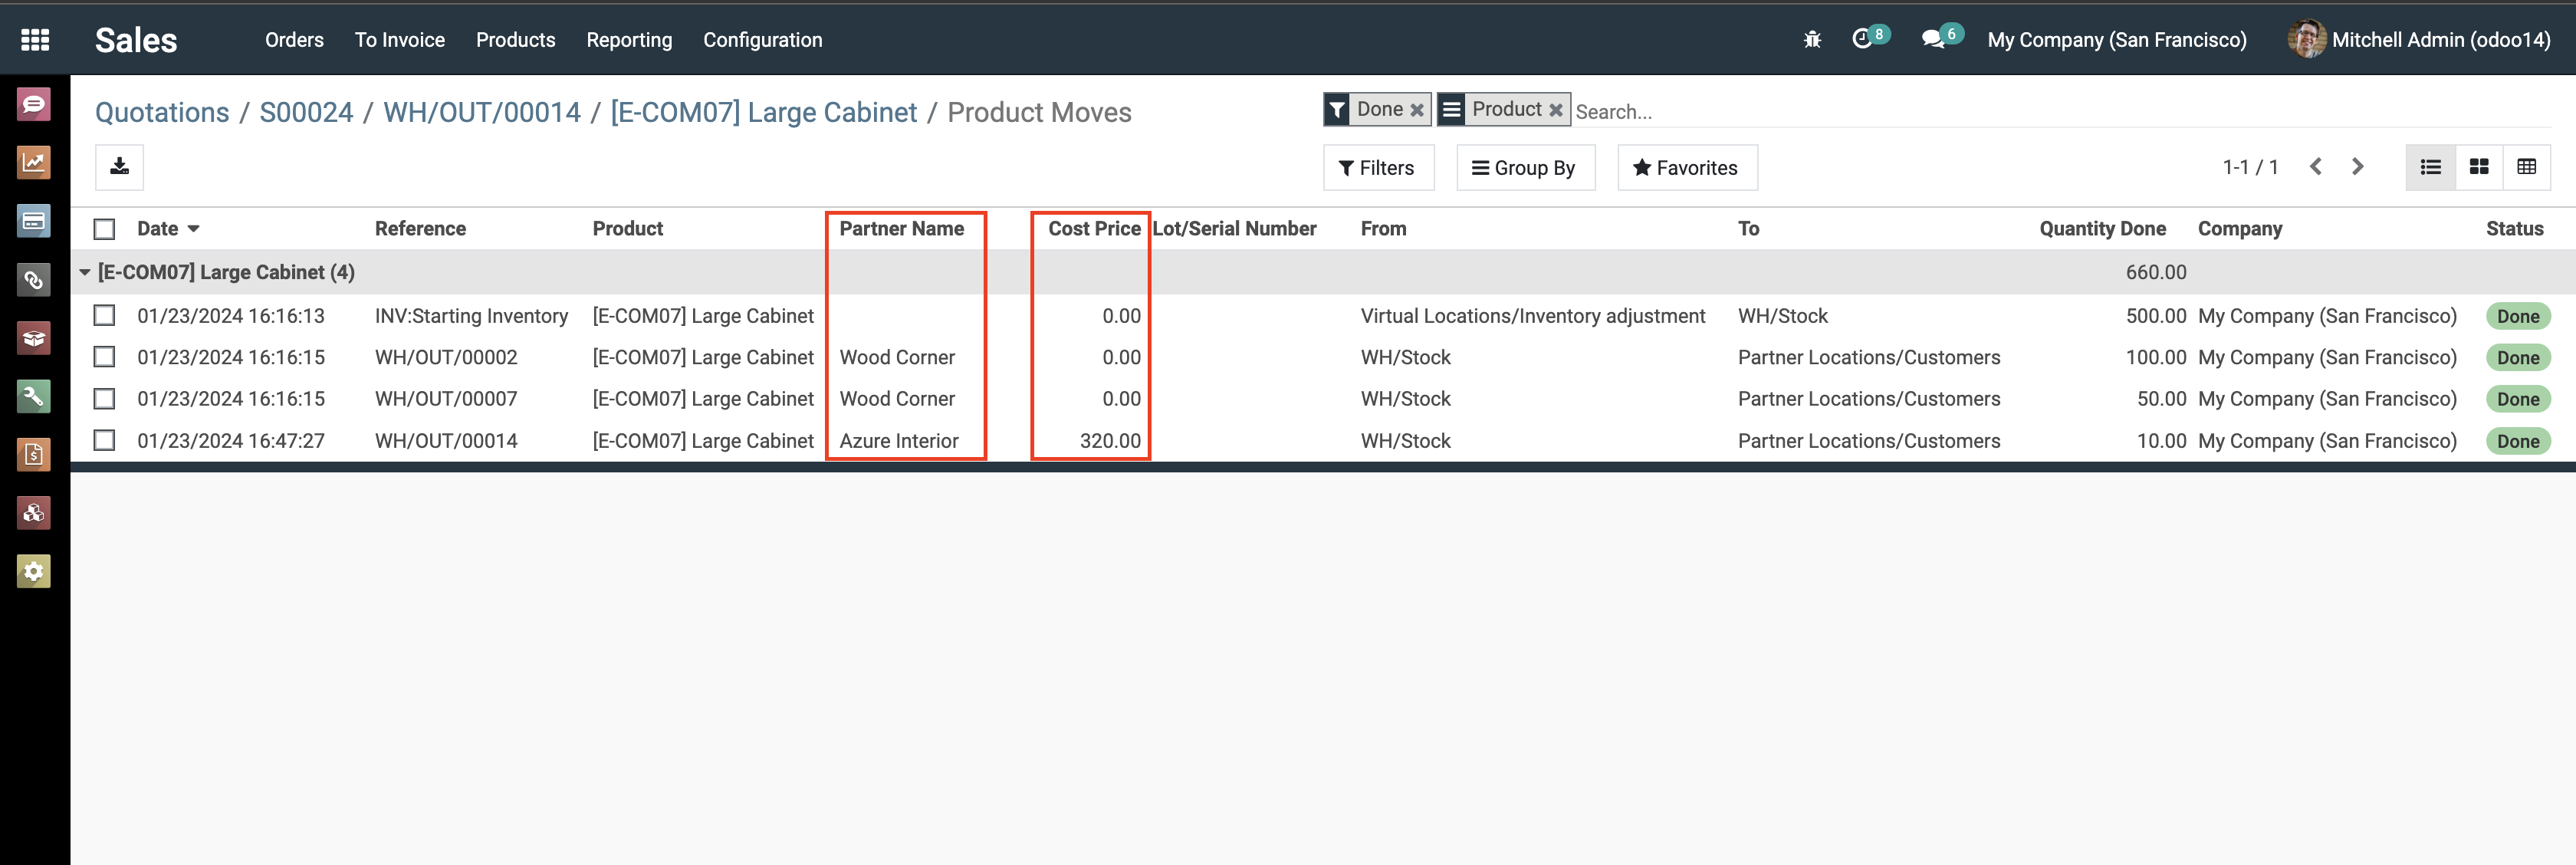 Sales Orders To Invoice Products Reporting Configuration 8 6 My Company (San Francisco) Mitchell Admin (odoo14)
Quotations / S00024 / WH/OUT/00014 / [E-COM07] Large Cabinet / Product Moves Done Product Search...
Filters Group By Favorites 1-1 / 1
Date Reference Product Partner Name Cost Price Lot/Serial Number From To Quantity Done Company Status
[E-COM07] Large Cabinet (4) 660.00
01/23/2024 16:16:13 INV:Starting Inventory [E-COM07] Large Cabinet 0.00 Virtual Locations/Inventory adjustment WH/Stock 500.00 My Company (San Francisco) Done
01/23/2024 16:16:15 WH/OUT/00002 [E-COM07] Large Cabinet Wood Corner 0.00 WH/Stock Partner Locations/Customers 100.00 My Company (San Francisco) Done
01/23/2024 16:16:15 WH/OUT/00007 [E-COM07] Large Cabinet Wood Corner 0.00 WH/Stock Partner Locations/Customers 50.00 My Company (San Francisco) Done
01/23/2024 16:47:27 WH/OUT/00014 [E-COM07] Large Cabinet Azure Interior 320.00 WH/Stock Partner Locations/Customers 10.00 My Company (San Francisco) Done